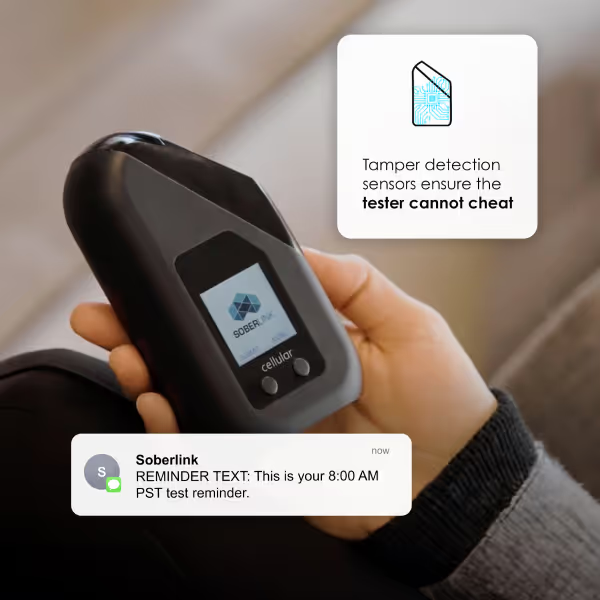 Tamper detection
sensors ensure the
tester cannot cheat
SOBERLINK
cellular
Soberlink
now
S
REMINDER TEXT: This is your 8:00 AM
PST test reminder.